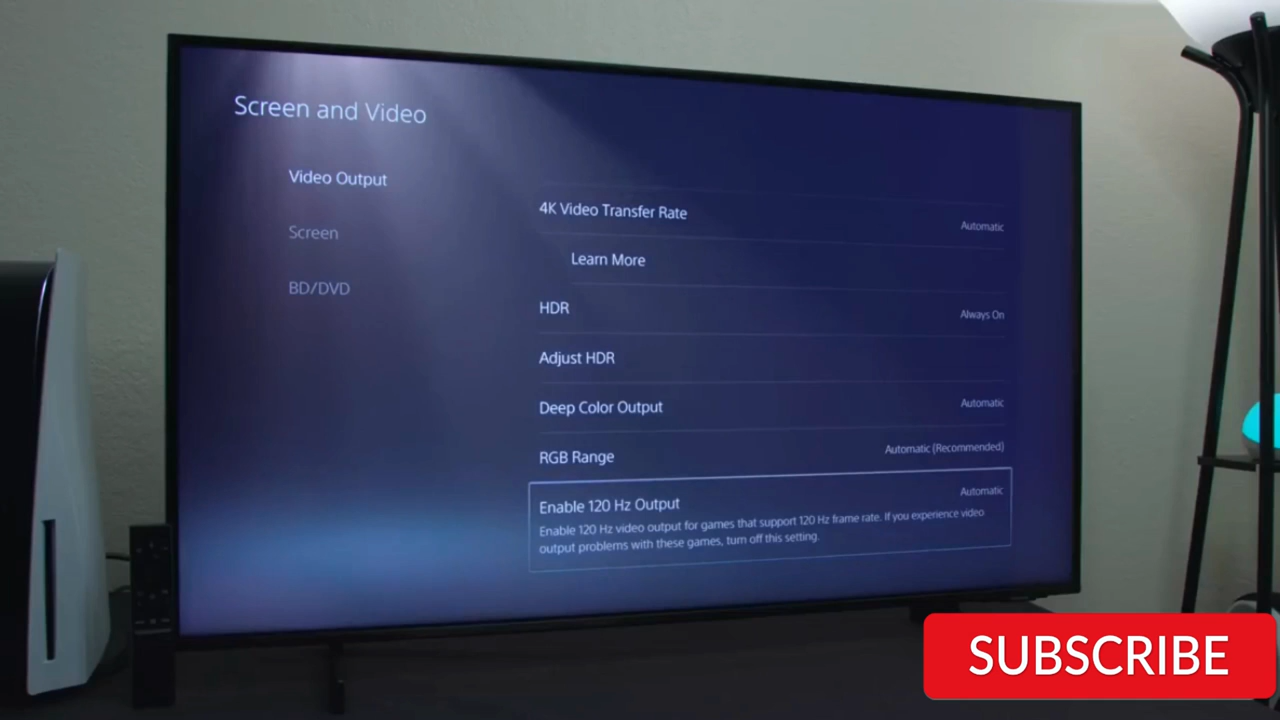 Screen and Video
Video Output
Screen
BD/DVD
4K Video Transfer Rate
Automatic
Learn More
HDR
Always On
Adjust HDR
Deep Color Output
Automatic
RGB Range
Automatic (Recommended)
Enable 120 Hz Output
Automatic
Enable 120 Hz video output for games that support 120 Hz frame rate. If you experience video
output problems with these games, turn off this setting.
SUBSCRIBE